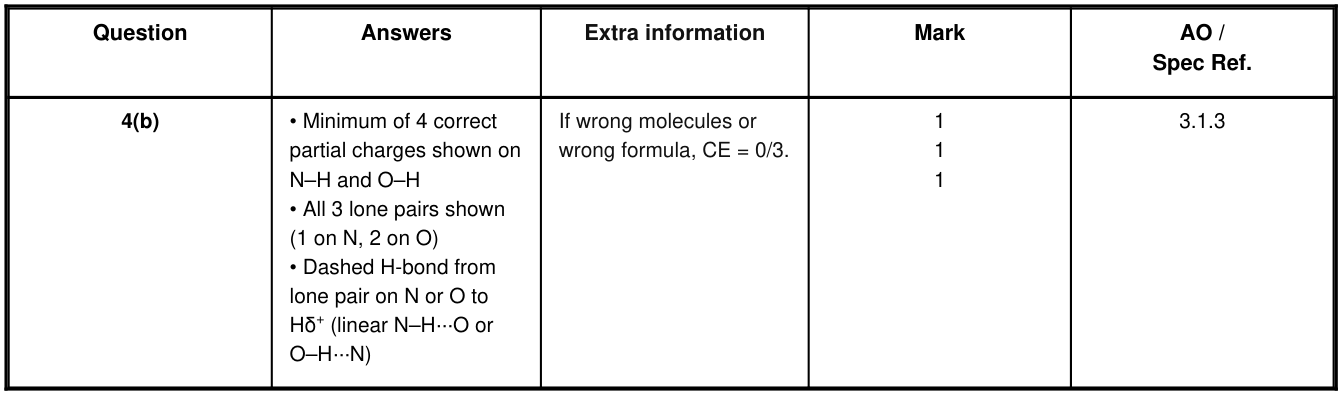 Question Answers Extra information Mark AO /
Spec Ref.
4(b) • Minimum of 4 correct If wrong molecules or 1 3.1.3
partial charges shown on wrong formula, CE = 0/3. 1
N–H and O–H 1
• All 3 lone pairs shown
(1 on N, 2 on O)
• Dashed H-bond from
lone pair on N or O to
Hδ⁺ (linear N–H···O or
O–H···N)